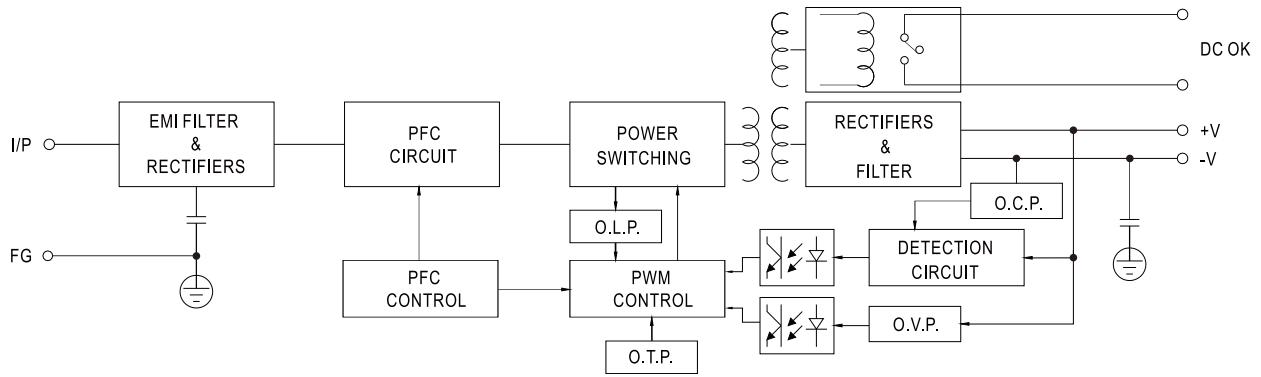 DC OK
I/P
EMI FILTER
&
RECTIFIERS
PFC
CIRCUIT
POWER
SWITCHING
RECTIFIERS
&
FILTER
+V
-V
O.C.P.
O.L.P.
FG
PFC
CONTROL
PWM
CONTROL
DETECTION
CIRCUIT
O.V.P.
O.T.P.